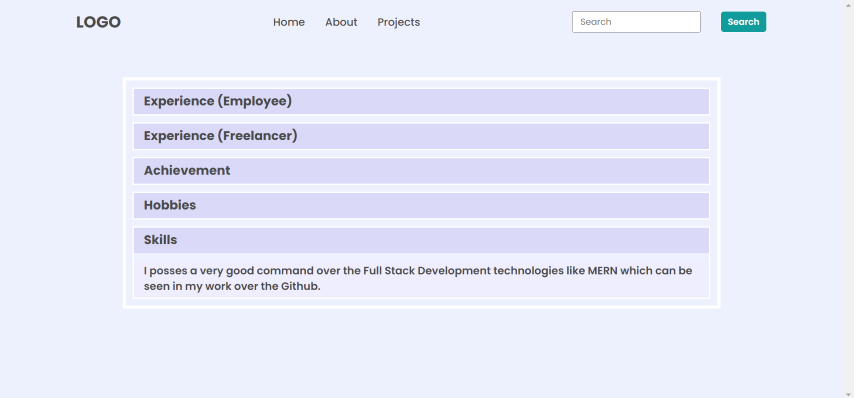 LOGO
Home
About
Projects
Search
Search
Experience (Employee)
Experience (Freelancer)
Achievement
Hobbies
Skills
I posses a very good command over the Full Stack Development technologies like MERN which can be
seen in my work over the Github.